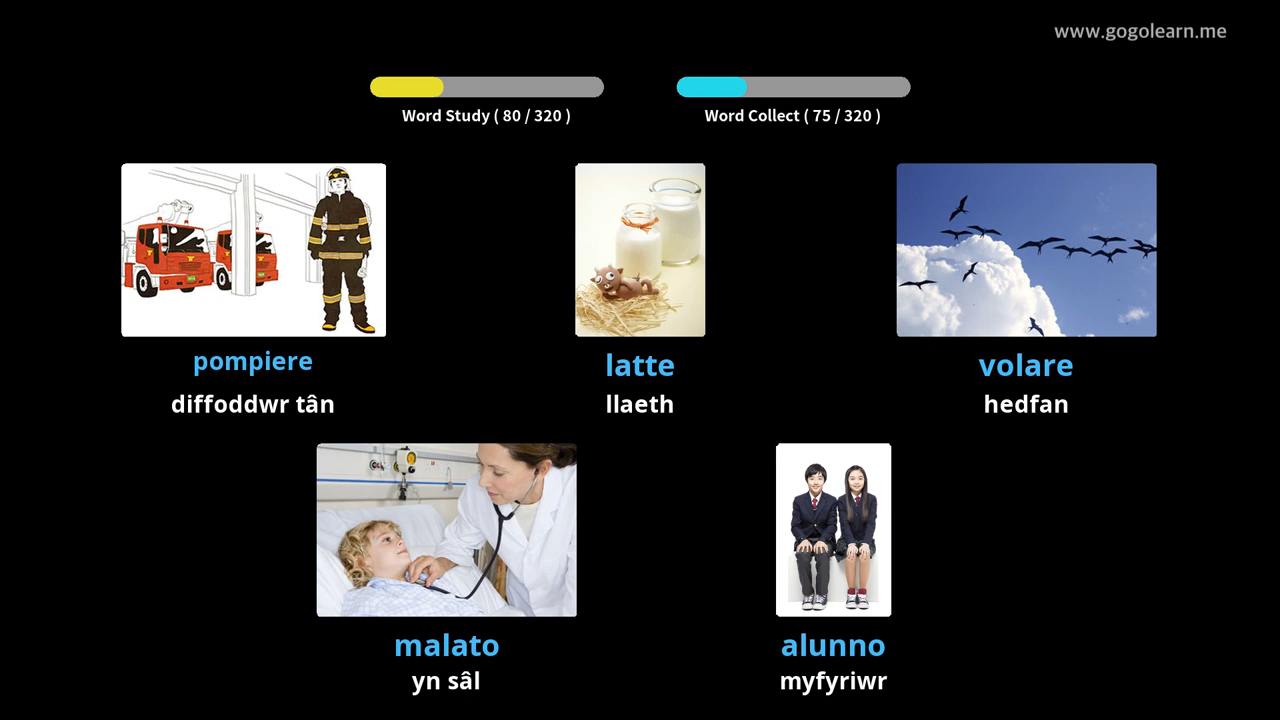 www.gogolearn.me
Word Study ( 80 / 320 )
Word Collect ( 75 / 320 )
pompiere
diffoddwr tân
latte
llaeth
volare
hedfan
malato
yn sâl
alunno
myfyriwr